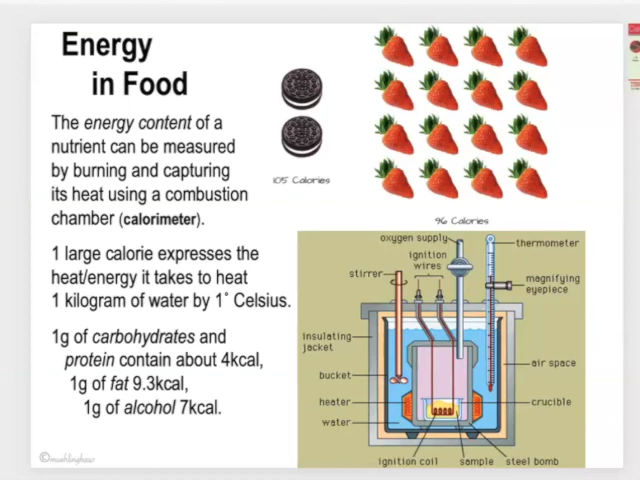 Energy
in Food
The energy content of a
nutrient can be measured
by burning and capturing
its heat using a combustion
chamber (calorimeter).
1 large calorie expresses the
heat/energy it takes to heat
1 kilogram of water by 1˚ Celsius.
1g of carbohydrates and
protein contain about 4kcal,
1g of fat 9.3kcal,
1g of alcohol 7kcal.
105 Calories
96 Calories
oxygen supply
thermometer
ignition
wires
stirrer
magnifying
eyepiece
insulating
jacket
air space
bucket
heater
crucible
water
ignition coil
sample
steel bomb